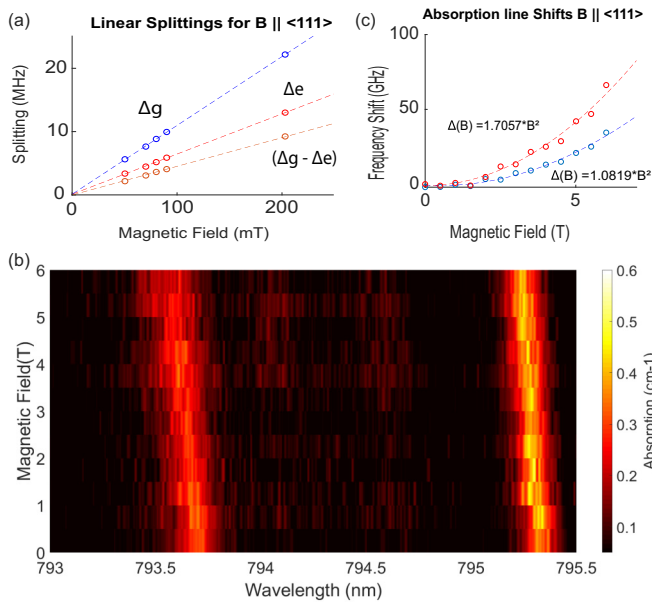 (a)
Linear Splittings for B || <111>
Splitting (MHz)
20
10
0
0
100
200
Magnetic Field (mT)
Δg
Δe
(Δg - Δe)
(c)
Absorption line Shifts B || <111>
Frequency Shift (GHz)
100
50
0
0
5
Magnetic Field (T)
Δ(B) =1.7057*B²
Δ(B) =1.0819*B²
(b)
Magnetic Field(T)
6
5
4
3
2
1
0
793
793.5
794
794.5
795
795.5
Wavelength (nm)
0.6
0.5
0.4
0.3
0.2
0.1
Absorption (cm-1)